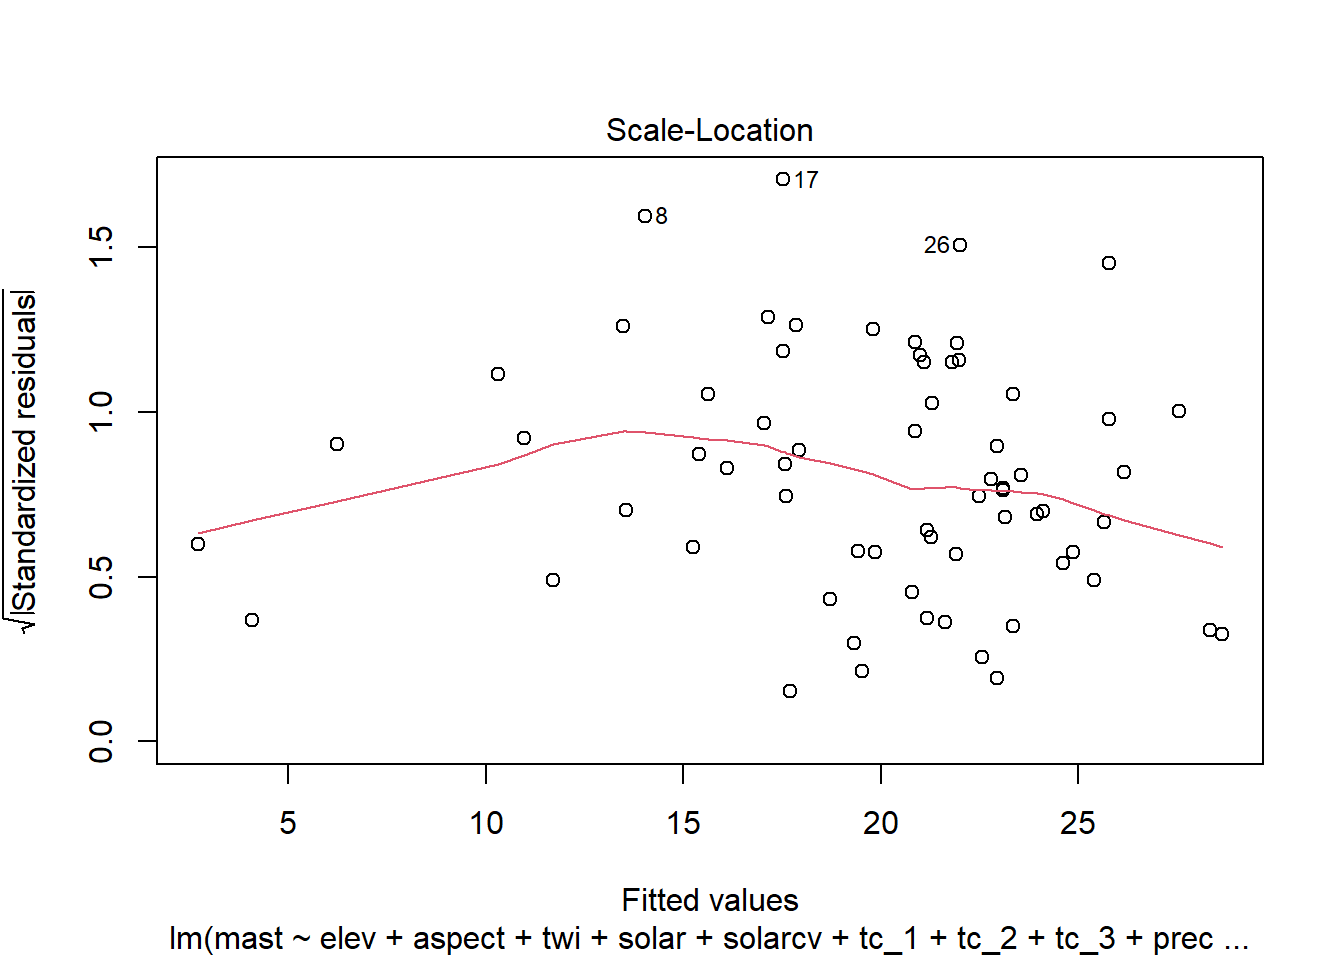 Scale-Location
17
8
26
√|Standardized residuals|
1.5
1.0
0.5
0.0
5 10 15 20 25
Fitted values
lm(mast ~ elev + aspect + twi + solar + solarcv + tc_1 + tc_2 + tc_3 + prec ...